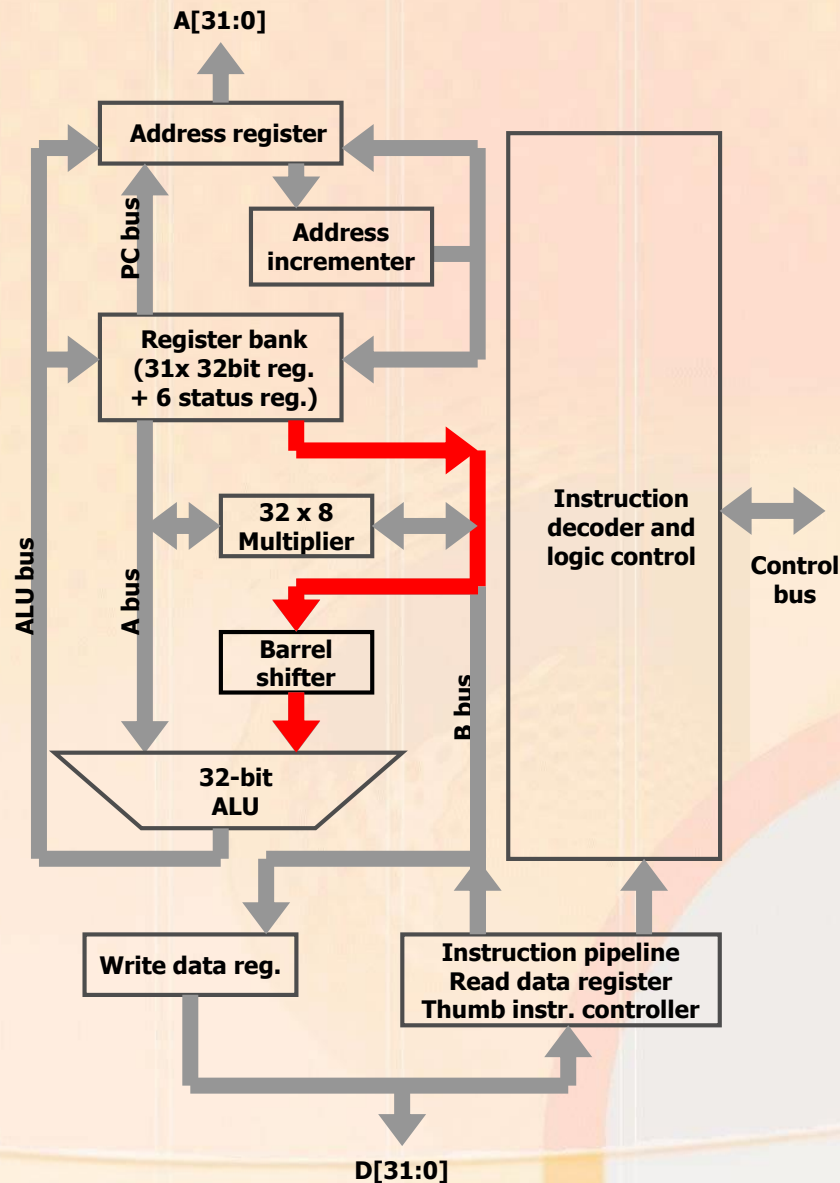 A[31:0]
Address register
PC bus
Address
incrementer
Register bank
(31x 32bit reg.
+ 6 status reg.)
32 x 8
Multiplier
Instruction
decoder and
logic control
Control
bus
ALU bus
A bus
Barrel
shifter
B bus
32-bit
ALU
Write data reg.
Instruction pipeline
Read data register
Thumb instr. controller
D[31:0]